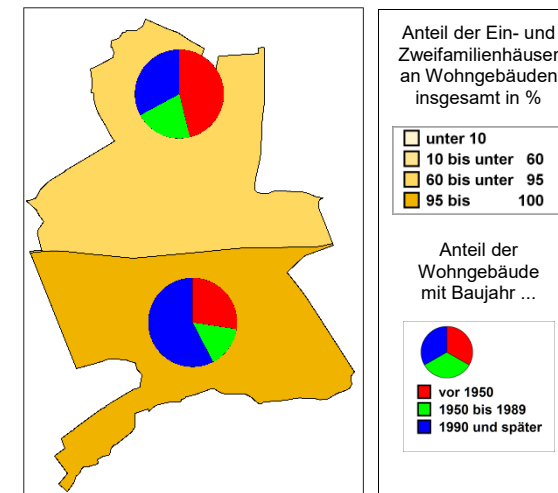 Anteil der Ein- und
Zweifamilienhäuser
an Wohngebäuden
insgesamt in %
unter 10
10 bis unter 60
60 bis unter 95
95 bis 100
Anteil der
Wohngebäude
mit Baujahr ...
vor 1950
1950 bis 1989
1990 und später